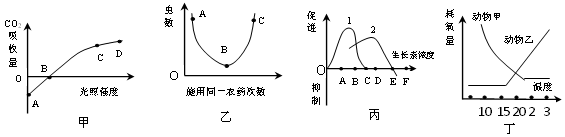 CO₂
吸收量
0
A
B
C
D
光照强度
甲
虫数
A
B
C
O
施用同一农药次数
乙
促进
1
2
生长素浓度
O
A
B
C
D
E
F
抑制
丙
耗氧量
动物甲
动物乙
温度
10
15
20
2
3
丁